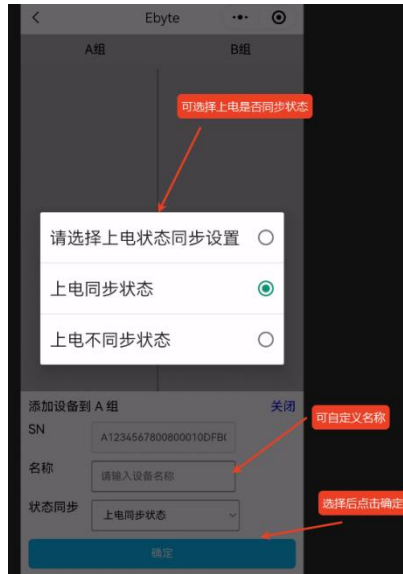 Ebyte
A组 B组
可选择上电是否同步状态
请选择上电状态同步设置
上电同步状态
上电不同步状态
添加设备到 A 组 关闭
SN A1234567800800010DFB(
可自定义名称
名称 请输入设备名称
选择后点击确定
状态同步 上电同步状态
确定